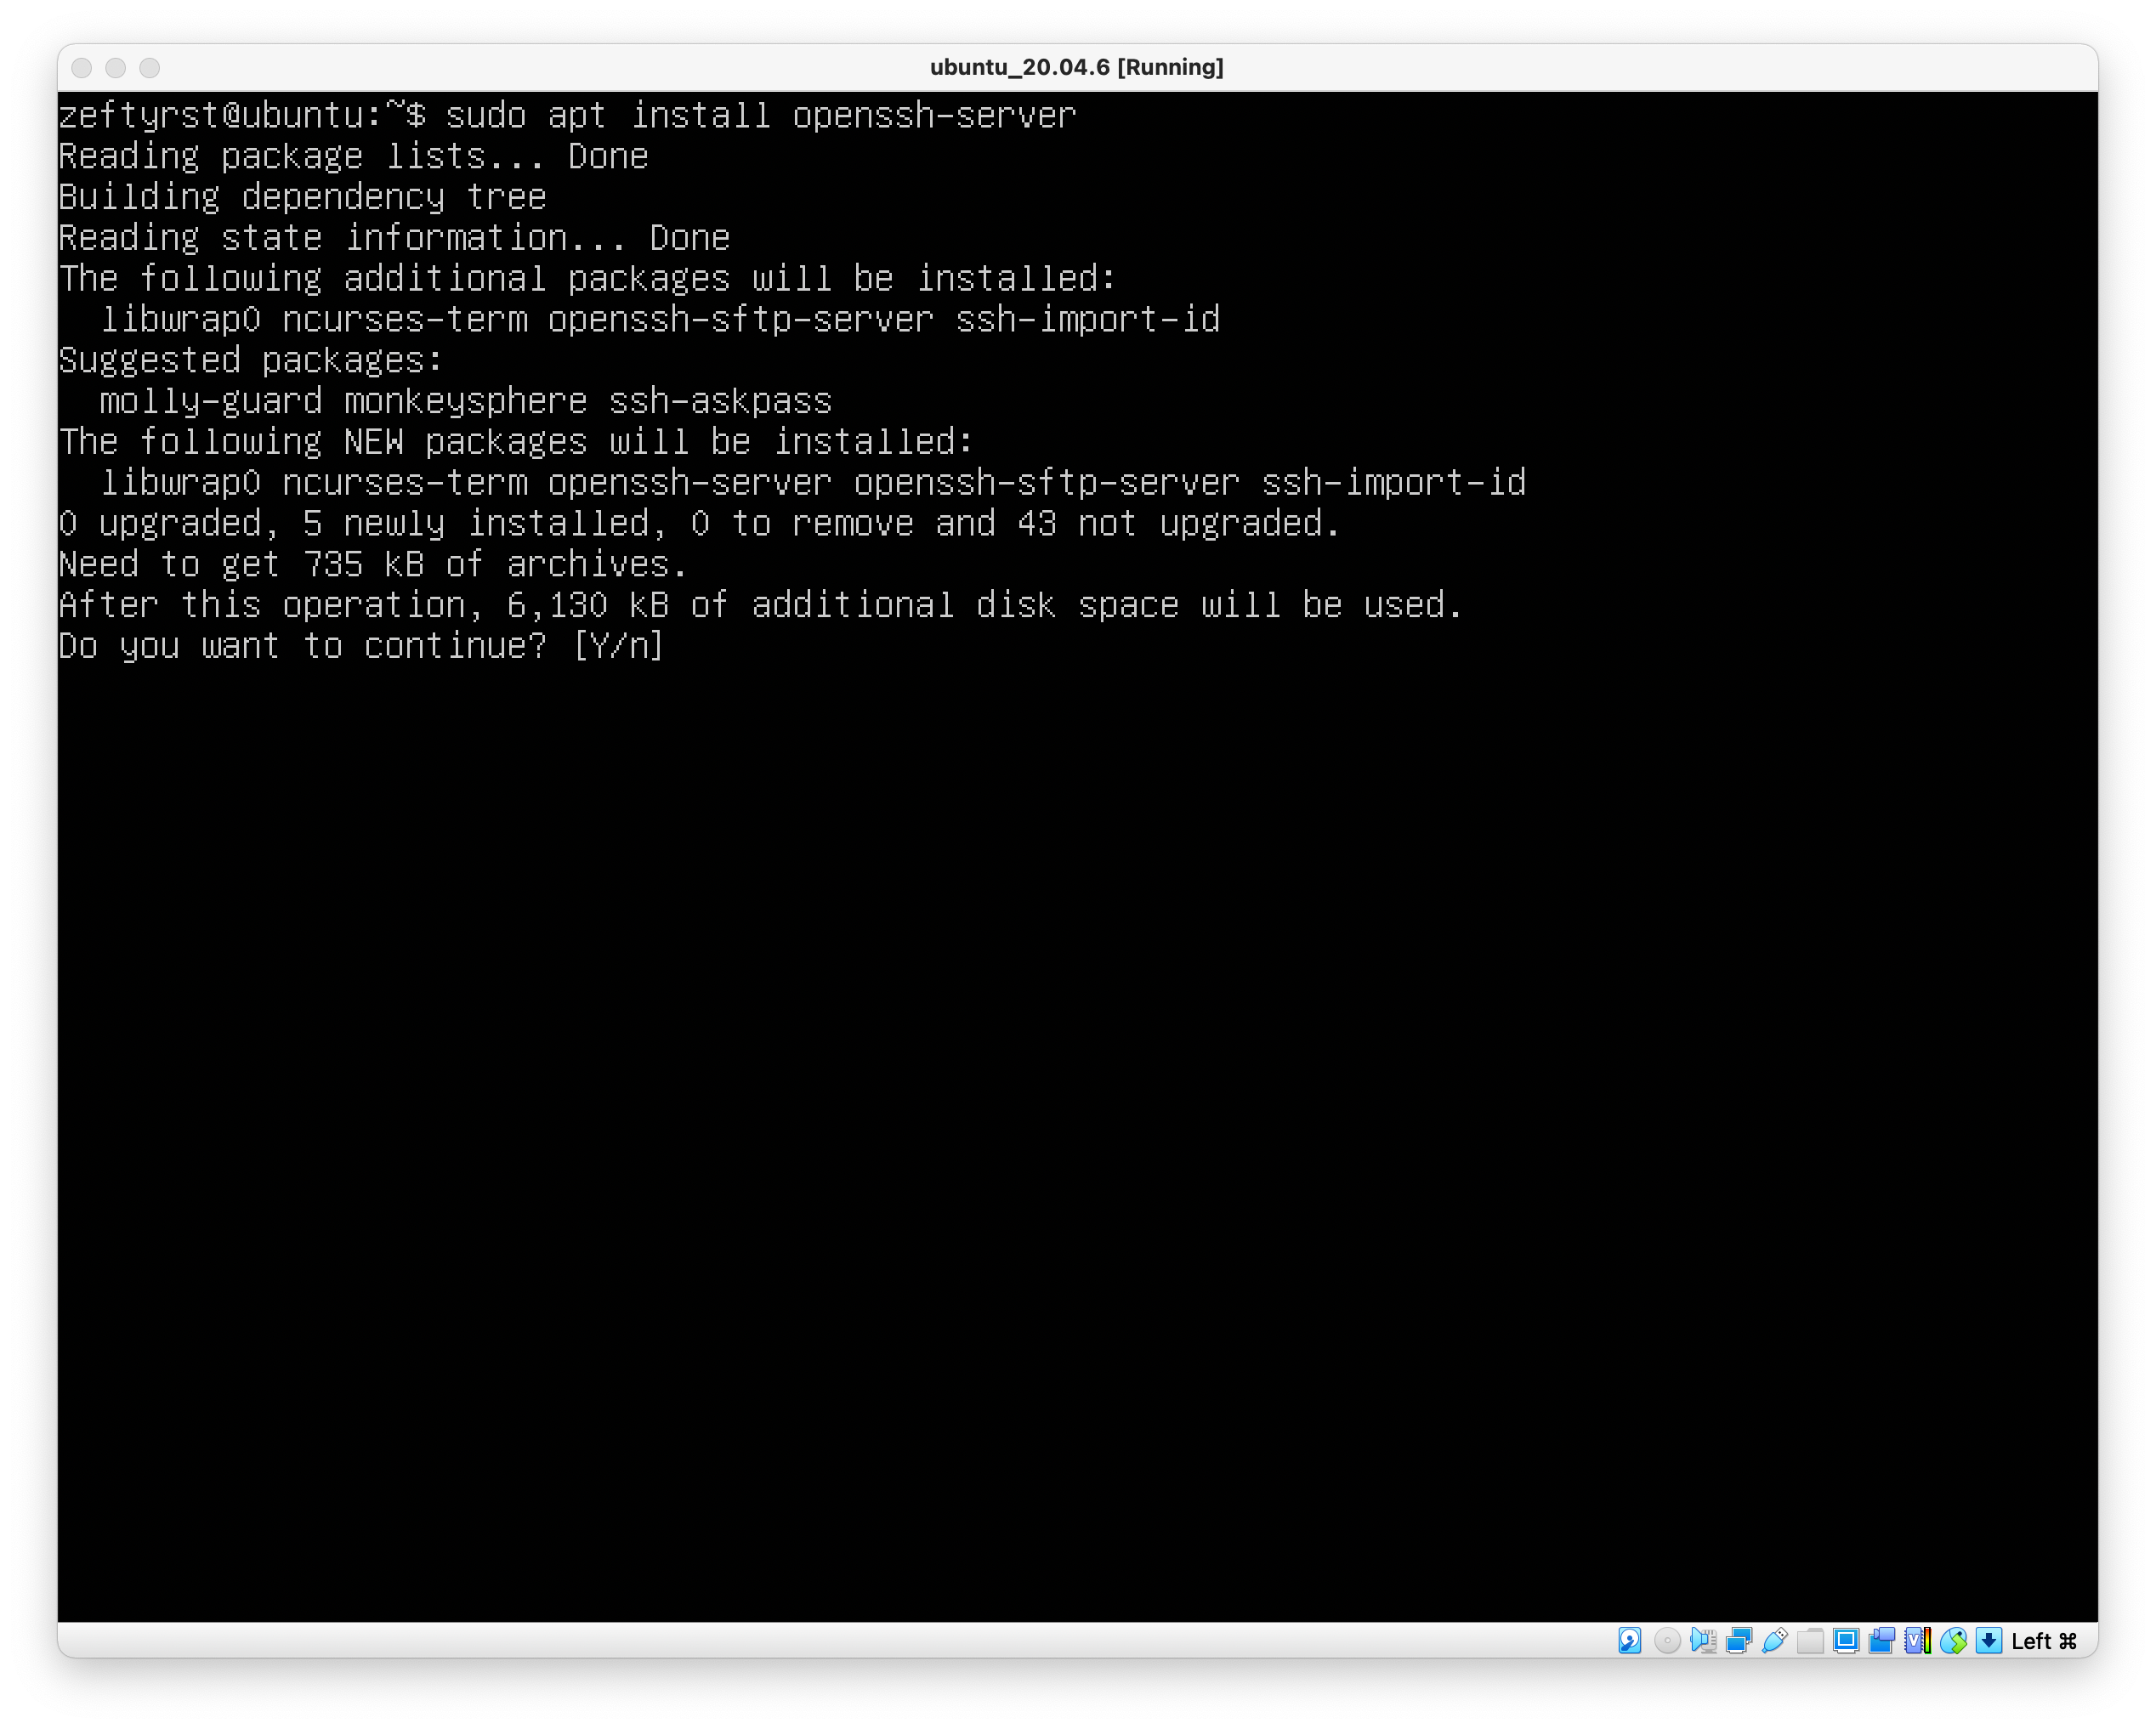 ubuntu_20.04.6 [Running]
zeftyrst@ubuntu:~$ sudo apt install openssh-server
Reading package lists... Done
Building dependency tree
Reading state information... Done
The following additional packages will be installed:
  libwrap0 ncurses-term openssh-sftp-server ssh-import-id
Suggested packages:
  molly-guard monkeysphere ssh-askpass
The following NEW packages will be installed:
  libwrap0 ncurses-term openssh-server openssh-sftp-server ssh-import-id
0 upgraded, 5 newly installed, 0 to remove and 43 not upgraded.
Need to get 735 kB of archives.
After this operation, 6,130 kB of additional disk space will be used.
Do you want to continue? [Y/n]
Left ⌘